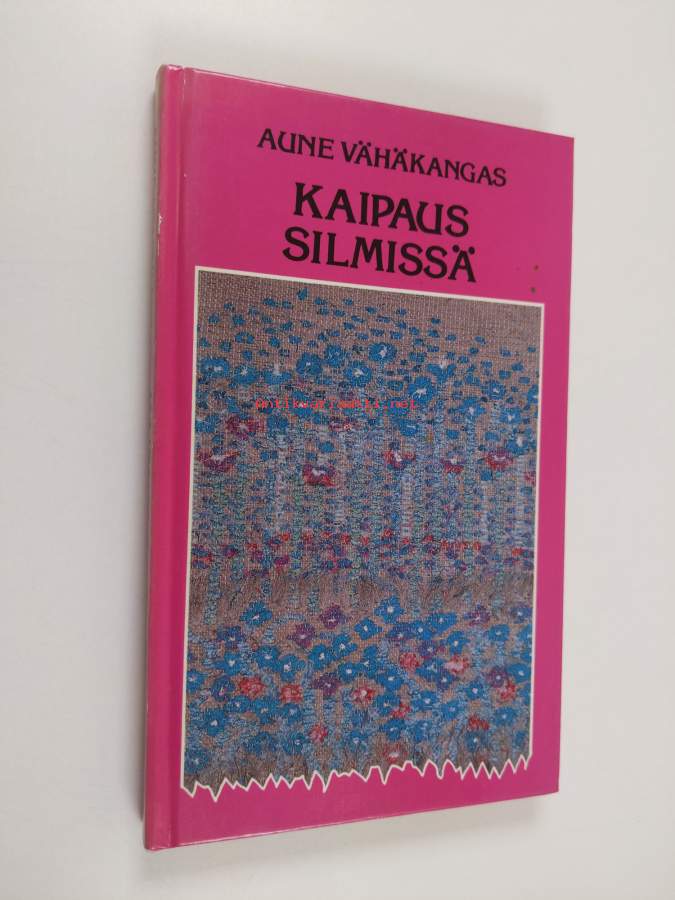 AUNE VÄHÄKANGAS
KAIPAUS
SILMISSÄ
antikvariaatti.net